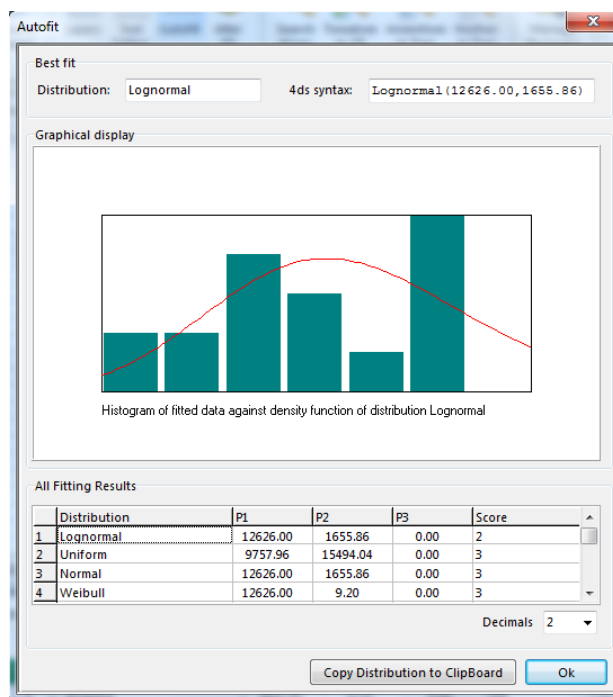 Autofit
Best fit
Distribution: Lognormal 4ds syntax: Lognormal(12626.00,1655.86)
Graphical display
Histogram of fitted data against density function of distribution Lognormal
All Fitting Results
Distribution P1 P2 P3 Score
1 Lognormal 12626.00 1655.86 0.00 2
2 Uniform 9757.96 15494.04 0.00 3
3 Normal 12626.00 1655.86 0.00 3
4 Weibull 12626.00 9.20 0.00 3
Decimals 2
Copy Distribution to ClipBoard Ok